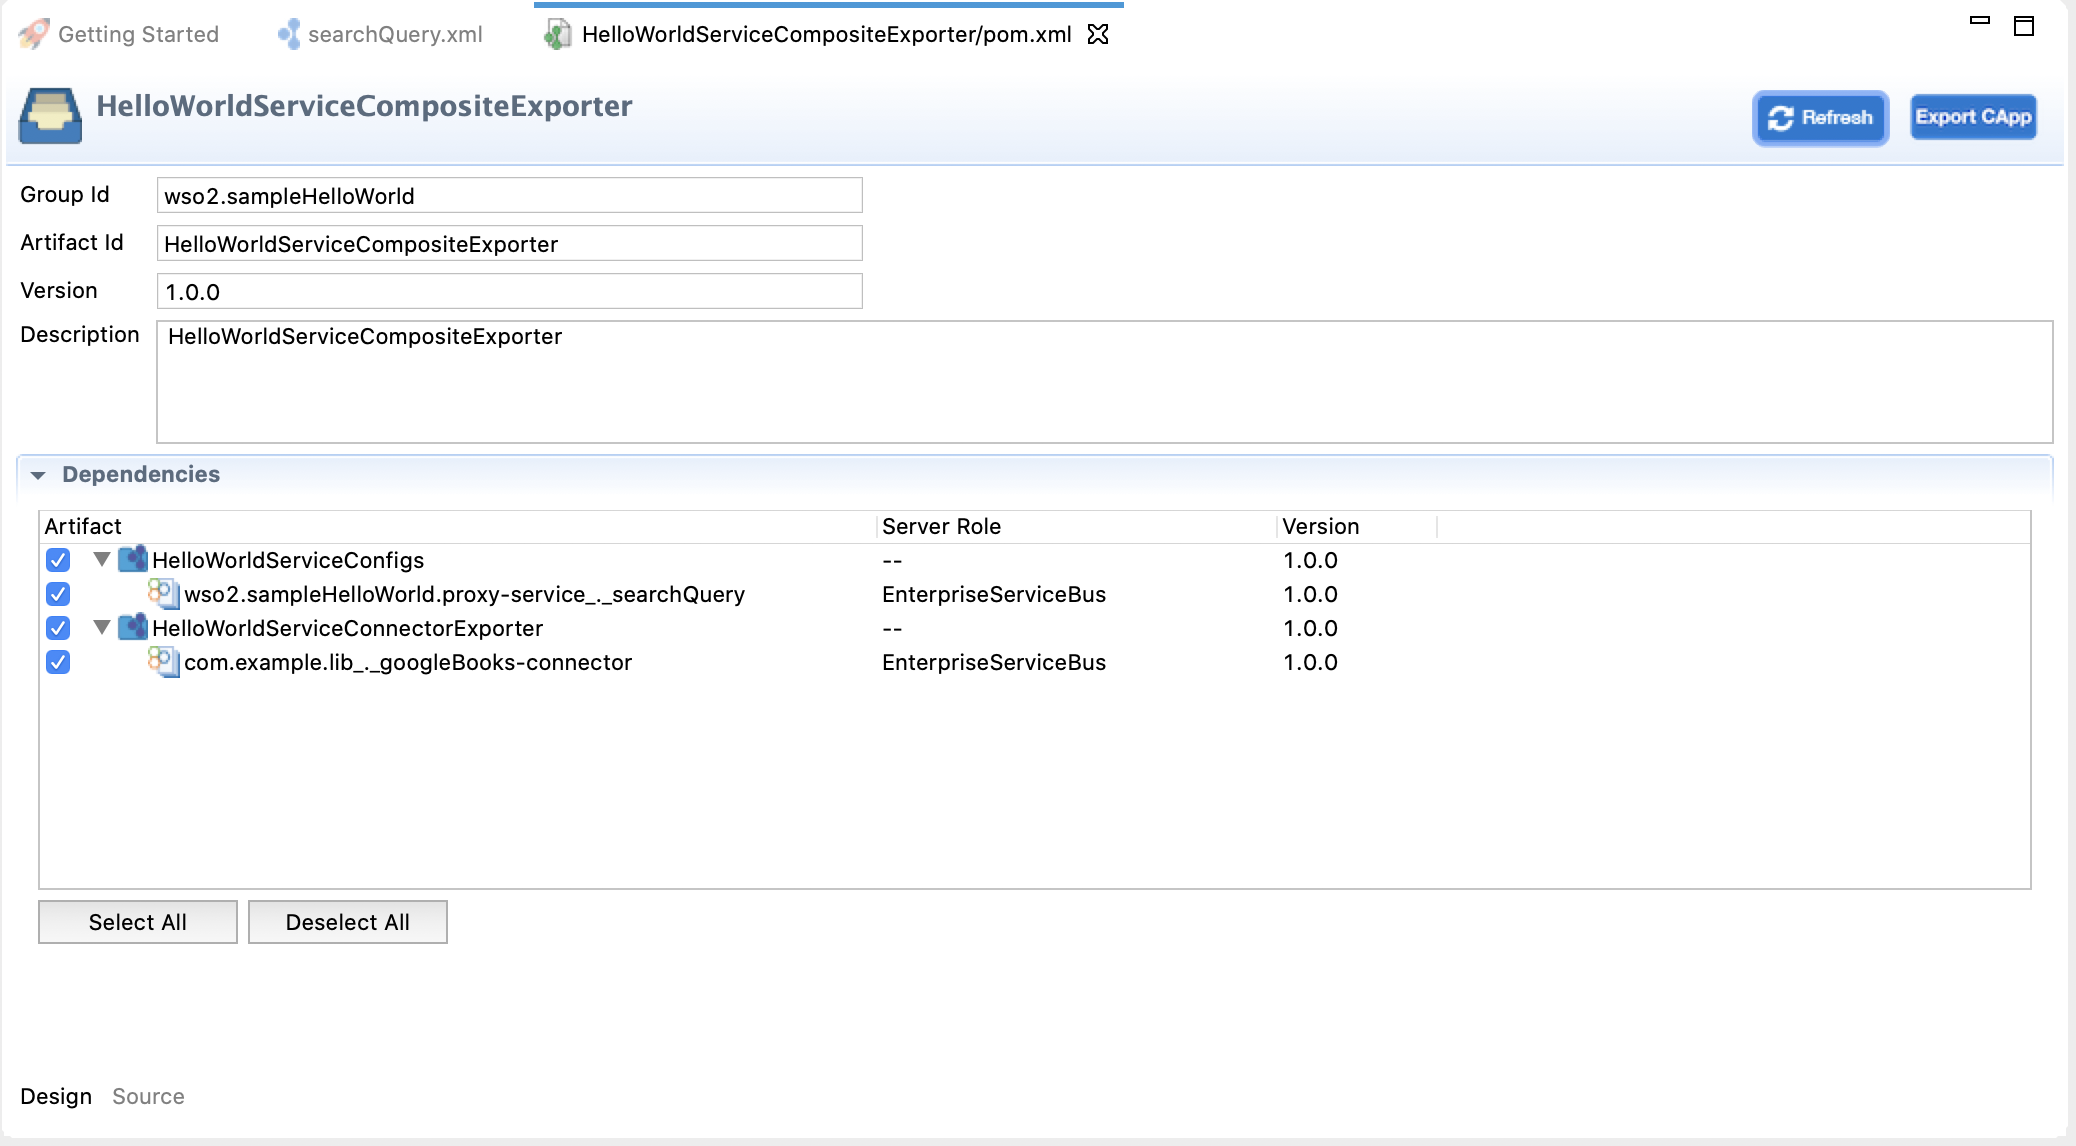 Getting Started searchQuery.xml HelloWorldServiceCompositeExporter/pom.xml
HelloWorldServiceCompositeExporter
Refresh Export CApp
Group Id wso2.sampleHelloWorld
Artifact Id HelloWorldServiceCompositeExporter
Version 1.0.0
Description HelloWorldServiceCompositeExporter
Dependencies
Artifact Server Role Version
HelloWorldServiceConfigs -- 1.0.0
wso2.sampleHelloWorld.proxy-service_._searchQuery EnterpriseServiceBus 1.0.0
HelloWorldServiceConnectorExporter -- 1.0.0
com.example.lib_._googleBooks-connector EnterpriseServiceBus 1.0.0
Select All Deselect All
Design Source